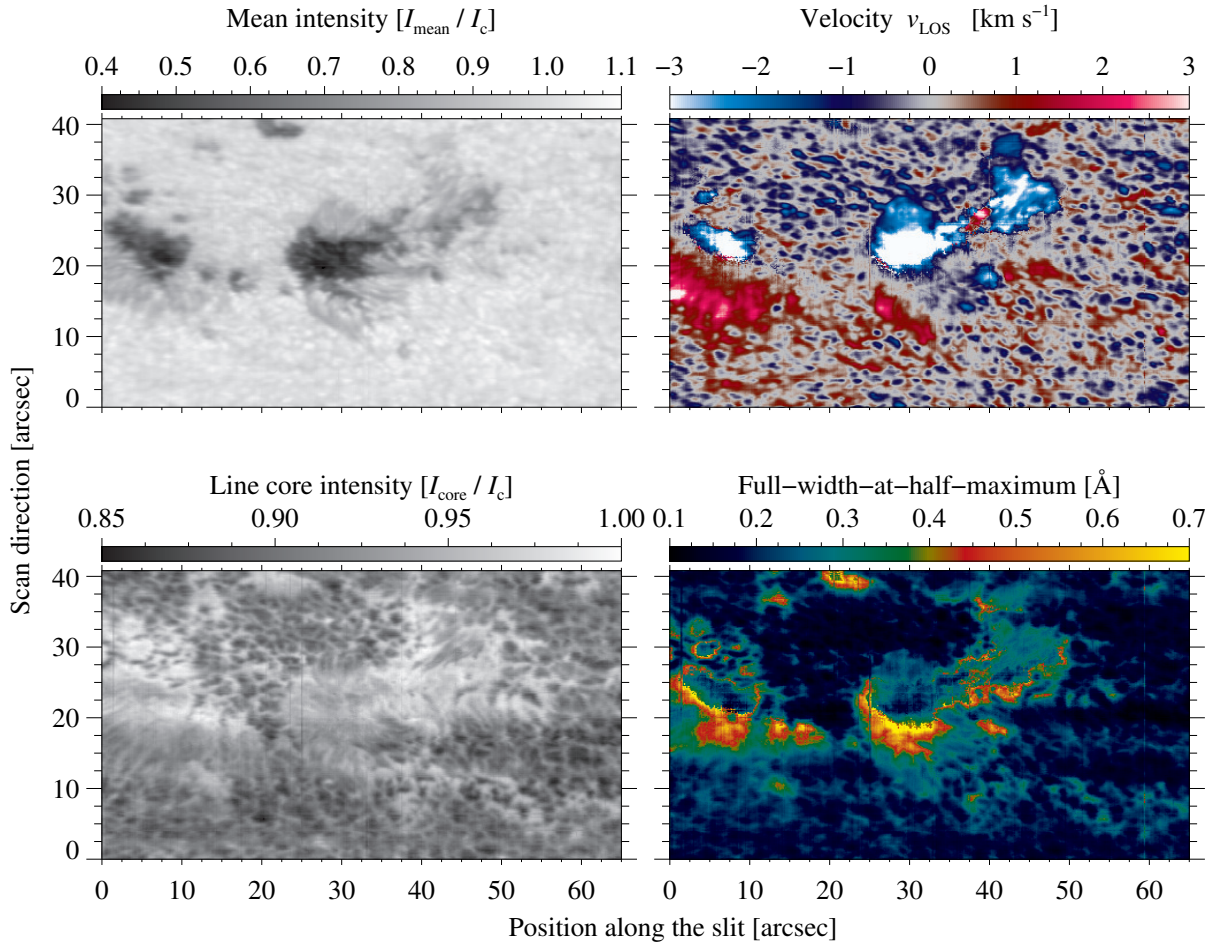 Mean intensity [I_mean / I_c]
0.4 0.5 0.6 0.7 0.8 0.9 1.0 1.1
Velocity v_LOS [km s⁻¹]
−3 −2 −1 0 1 2 3
40
30
20
10
0
Scan direction [arcsec]
Line core intensity [I_core / I_c]
0.85 0.90 0.95 1.00
Full−width−at−half−maximum [Å]
0.1 0.2 0.3 0.4 0.5 0.6 0.7
40
30
20
10
0
0 10 20 30 40 50 60
0 10 20 30 40 50 60
Position along the slit [arcsec]